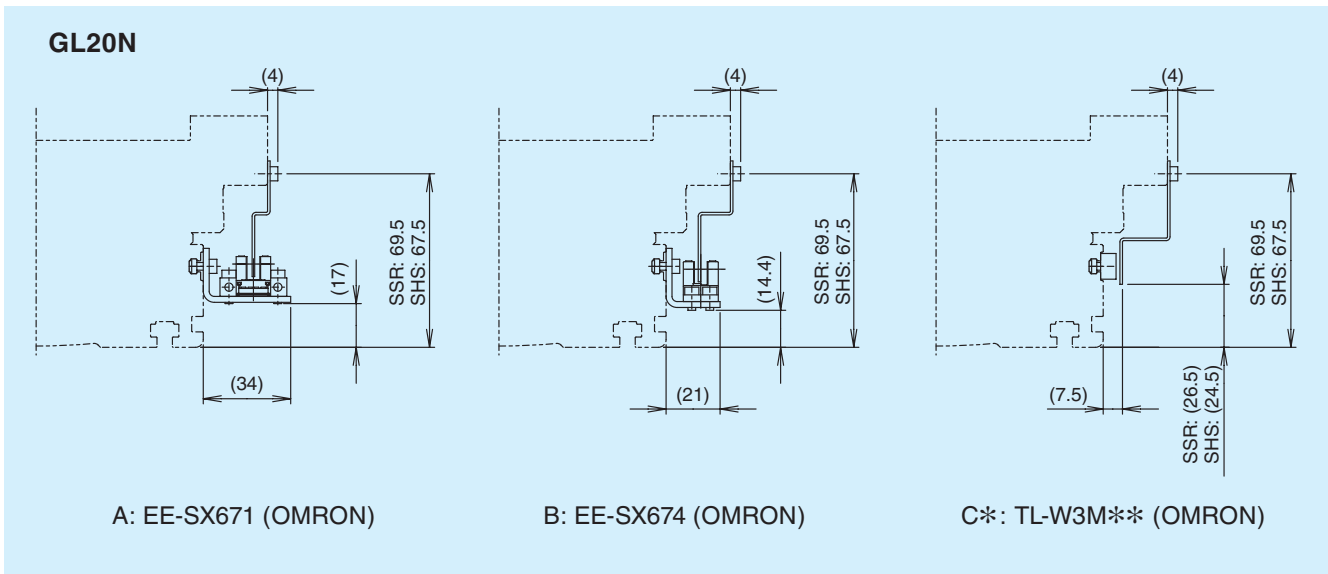 GL20N
(4)
SSR: 69.5
SHS: 67.5
(17)
(34)
A: EE-SX671 (OMRON)
(4)
SSR: 69.5
SHS: 67.5
(14.4)
(21)
B: EE-SX674 (OMRON)
(4)
SSR: 69.5
SHS: 67.5
(7.5)
SSR: (26.5)
SHS: (24.5)
C*: TL-W3M** (OMRON)